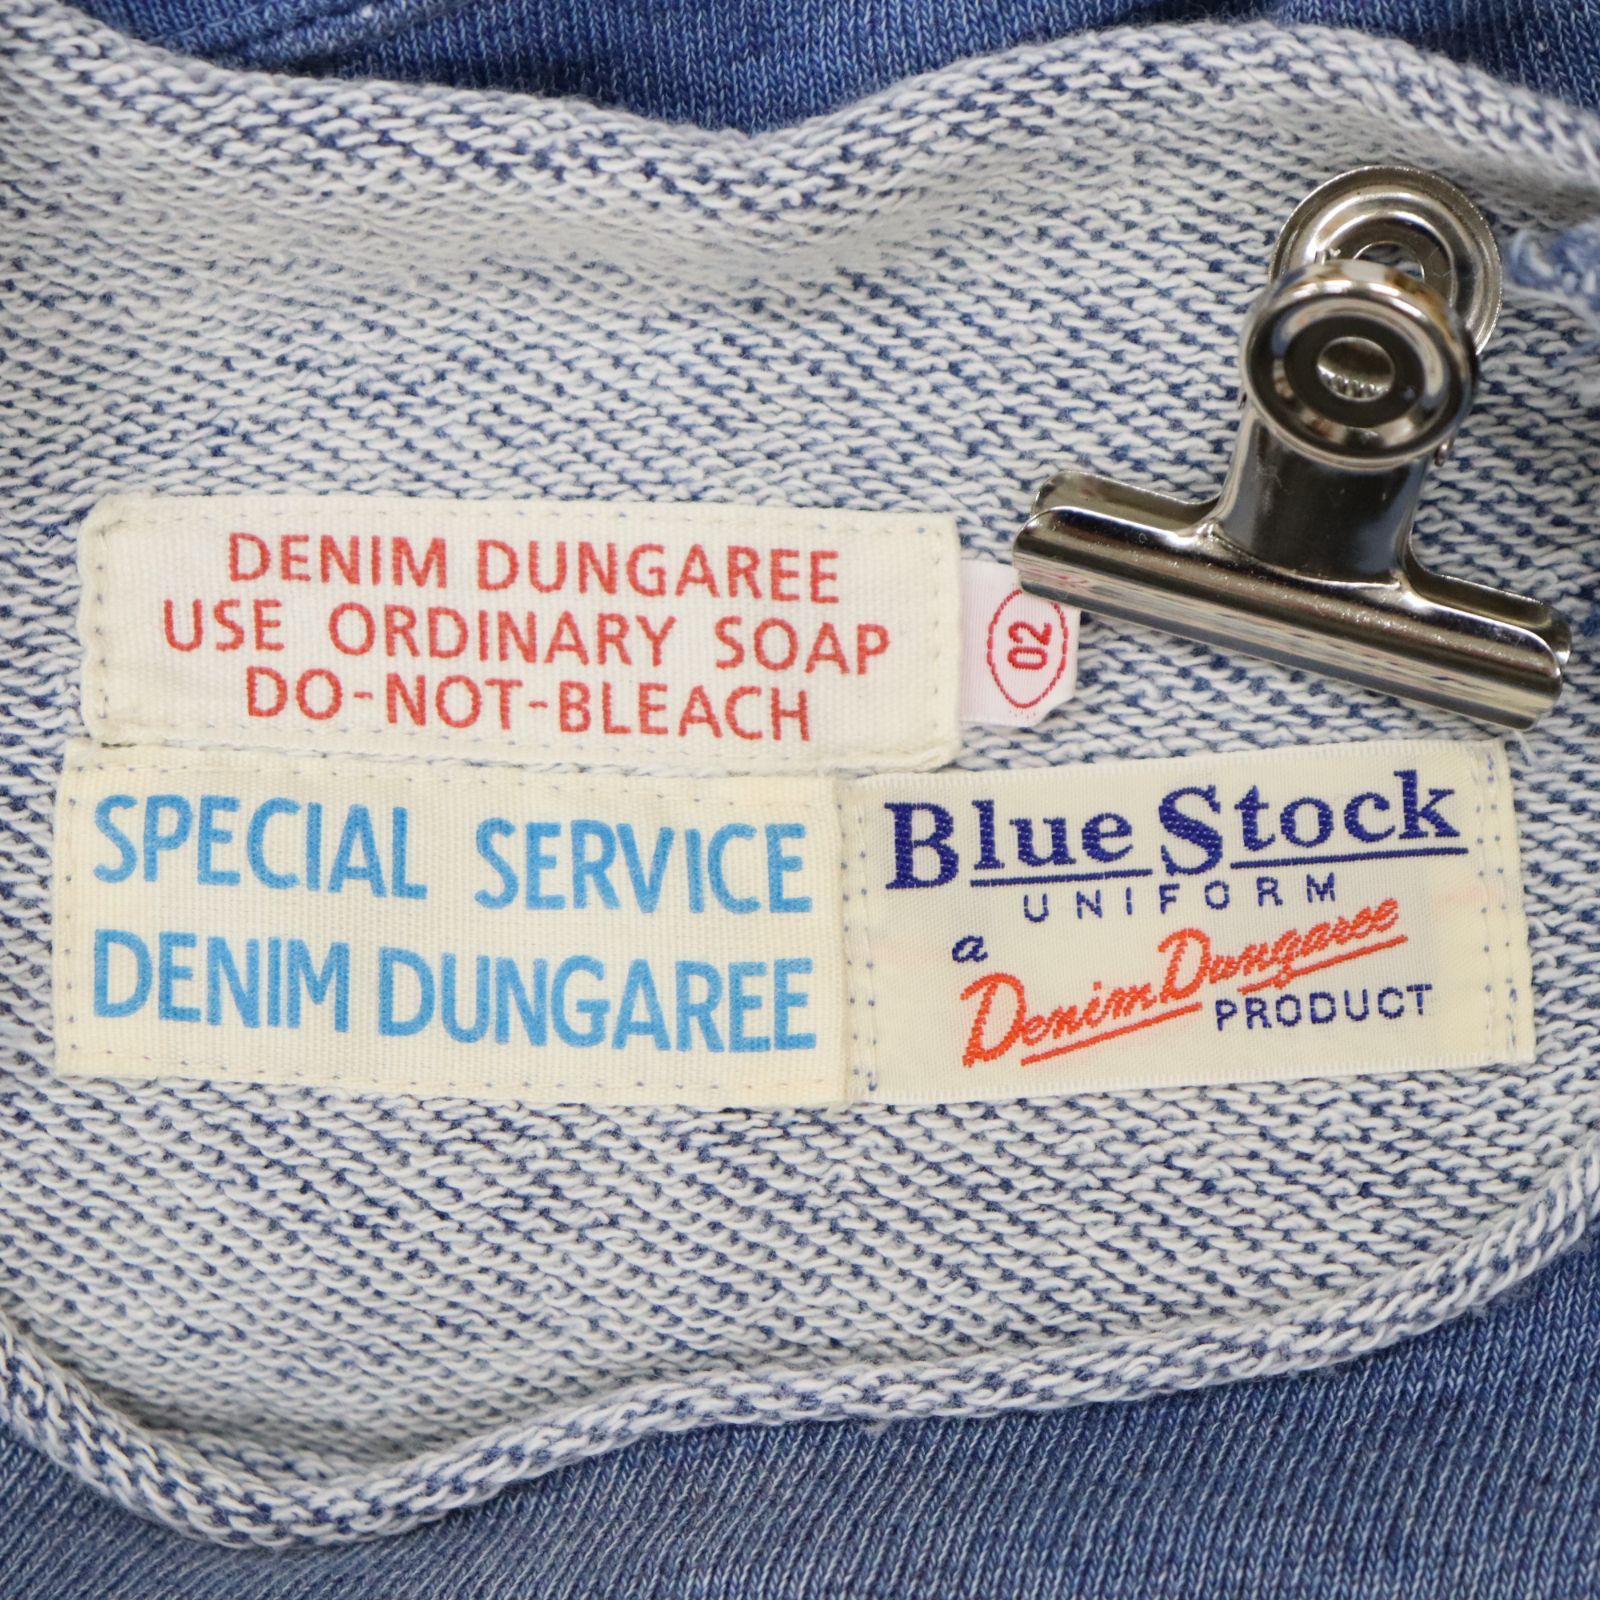 DENIM DUNGAREE
USE ORDINARY SOAP
DO-NOT-BLEACH
02
SPECIAL SERVICE
DENIM DUNGAREE
Blue Stock
UNIFORM
a
Denim Dungaree
PRODUCT